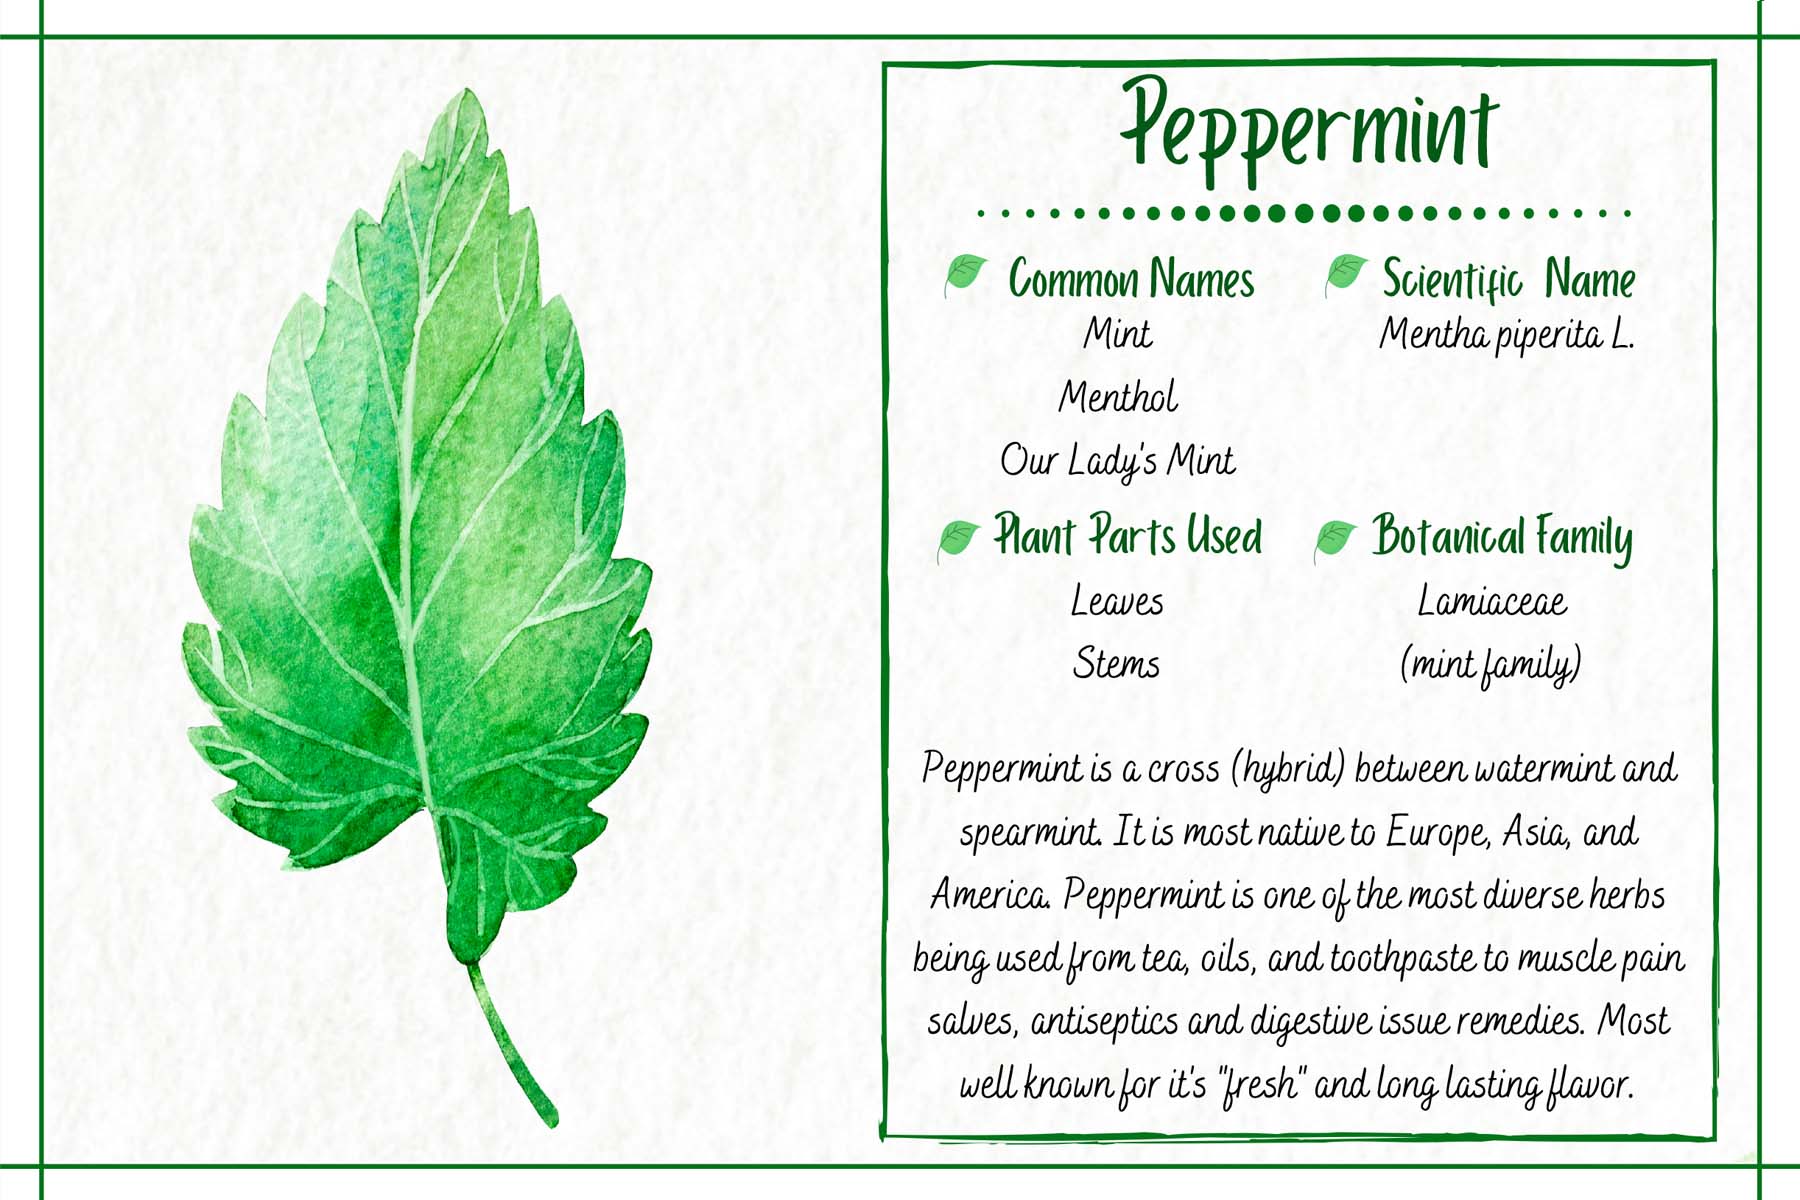 Peppermint
Common Names
Mint
Menthol
Our Lady's Mint
Scientific Name
Mentha piperita L.
Plant Parts Used
Leaves
Stems
Botanical Family
Lamiaceae
(mint family)
Peppermint is a cross (hybrid) between watermint and
spearmint. It is most native to Europe, Asia, and
America. Peppermint is one of the most diverse herbs
being used from tea, oils, and toothpaste to muscle pain
salves, antiseptics and digestive issue remedies. Most
well known for it's "fresh" and long lasting flavor.